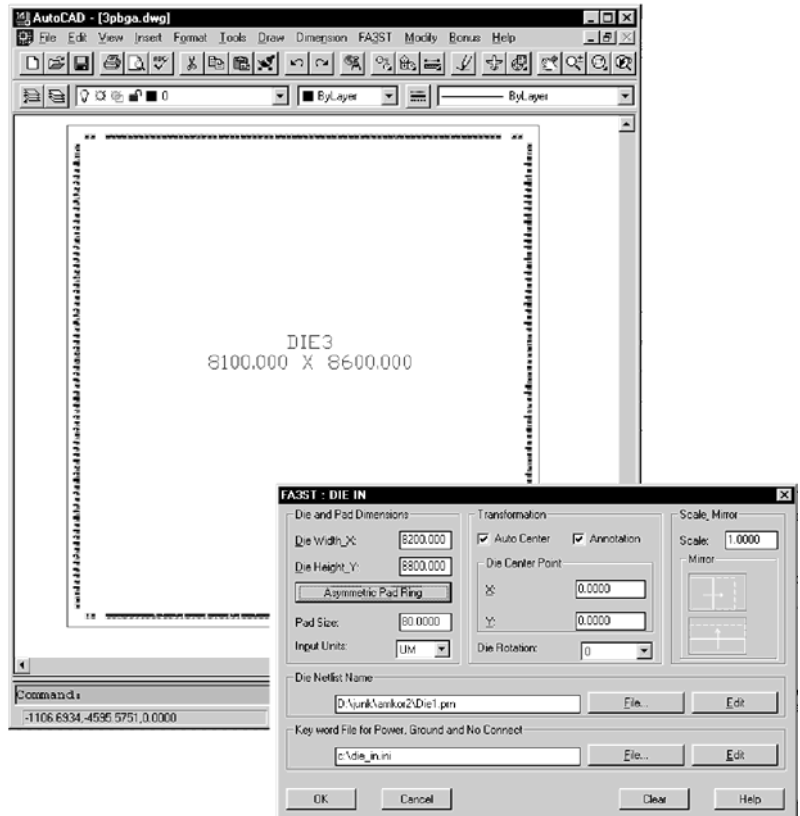 AutoCAD - [3pbga.dwg]
File Edit View Insert Format Tools Draw Dimension FA3ST Modify Bonus Help
0 ByLayer ByLayer
DIE3
8100.000 X 8600.000
Command:
-1106.6934,-4595.5751,0.0000
FA3ST : DIE IN
Die and Pad Dimensions
Die Width_X: 8200.000
Die Height_Y: 8800.000
Asymmetric Pad Ring
Pad Size: 80.0000
Input Units: UM
Transformation
Auto Center Annotation
Die Center Point
X: 0.0000
Y: 0.0000
Die Rotation: 0
Scale, Mirror
Scale: 1.0000
Mirror
Die Netlist Name
D:\junk\amkor2\Die1.prn File... Edit
Key word File for Power, Ground and No Connect
c:\die_in.ini File... Edit
OK Cancel Clear Help